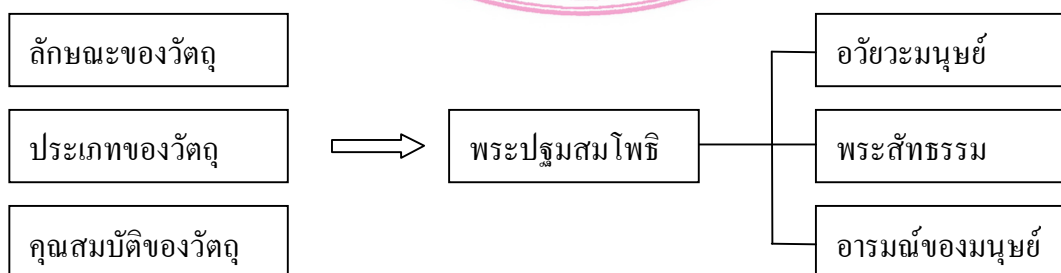 ลักษณะของวัตถุ
ประเภทของวัตถุ
คุณสมบัติของวัตถุ
พระปฐมสมโพธิ
อวัยวะมนุษย์
พระสัทธรรม
อารมณ์ของมนุษย์